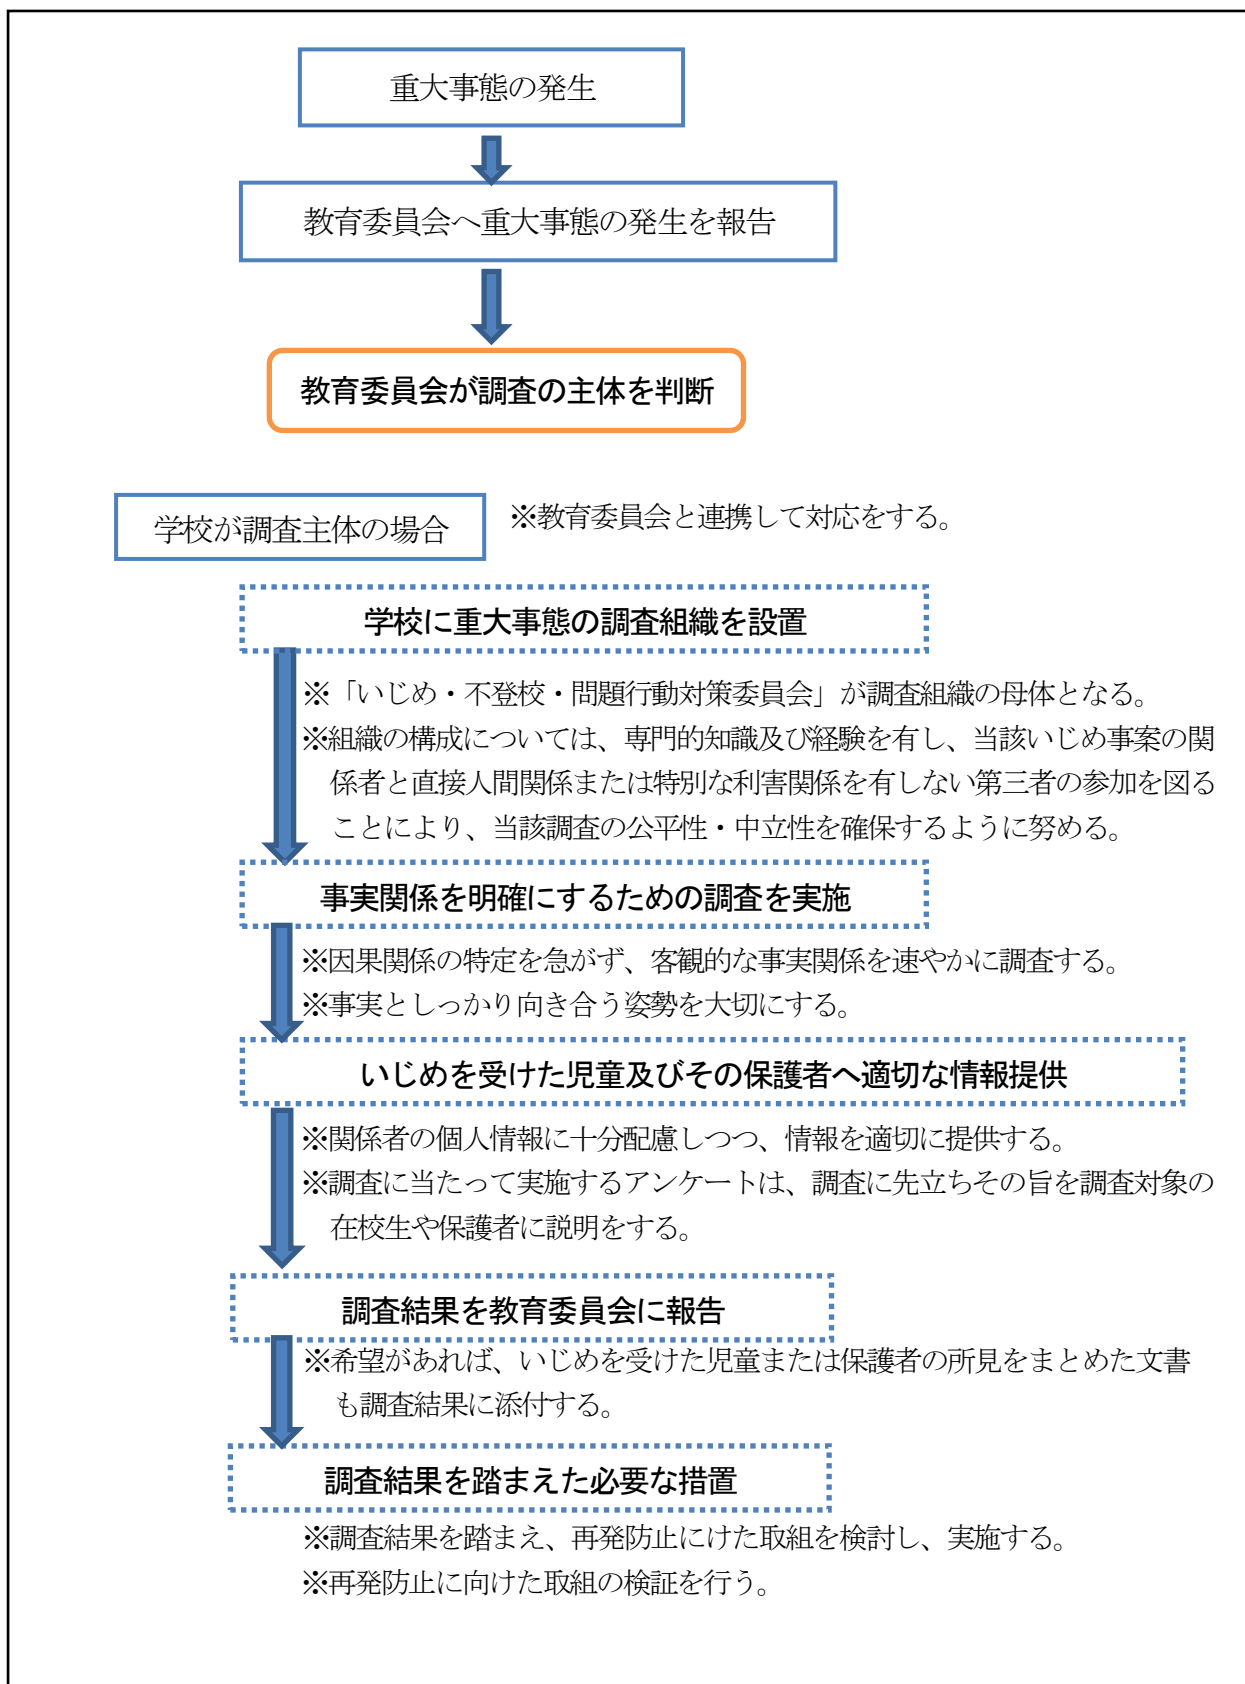 重大事態の発生
教育委員会へ重大事態の発生を報告
教育委員会が調査の主体を判断
学校が調査主体の場合
※教育委員会と連携して対応をする。
学校に重大事態の調査組織を設置
※「いじめ・不登校・問題行動対策委員会」が調査組織の母体となる。
※組織の構成については、専門的知識及び経験を有し、当該いじめ事案の関
係者と直接人間関係または特別な利害関係を有しない第三者の参加を図る
ことにより、当該調査の公平性・中立性を確保するように努める。
事実関係を明確にするための調査を実施
※因果関係の特定を急がず、客観的な事実関係を速やかに調査する。
※事実としっかり向き合う姿勢を大切にする。
いじめを受けた児童及びその保護者へ適切な情報提供
※関係者の個人情報に十分配慮しつつ、情報を適切に提供する。
※調査に当たって実施するアンケートは、調査に先立ちその旨を調査対象の
在校生や保護者に説明をする。
調査結果を教育委員会に報告
※希望があれば、いじめを受けた児童または保護者の所見をまとめた文書
も調査結果に添付する。
調査結果を踏まえた必要な措置
※調査結果を踏まえ、再発防止にけた取組を検討し、実施する。
※再発防止に向けた取組の検証を行う。